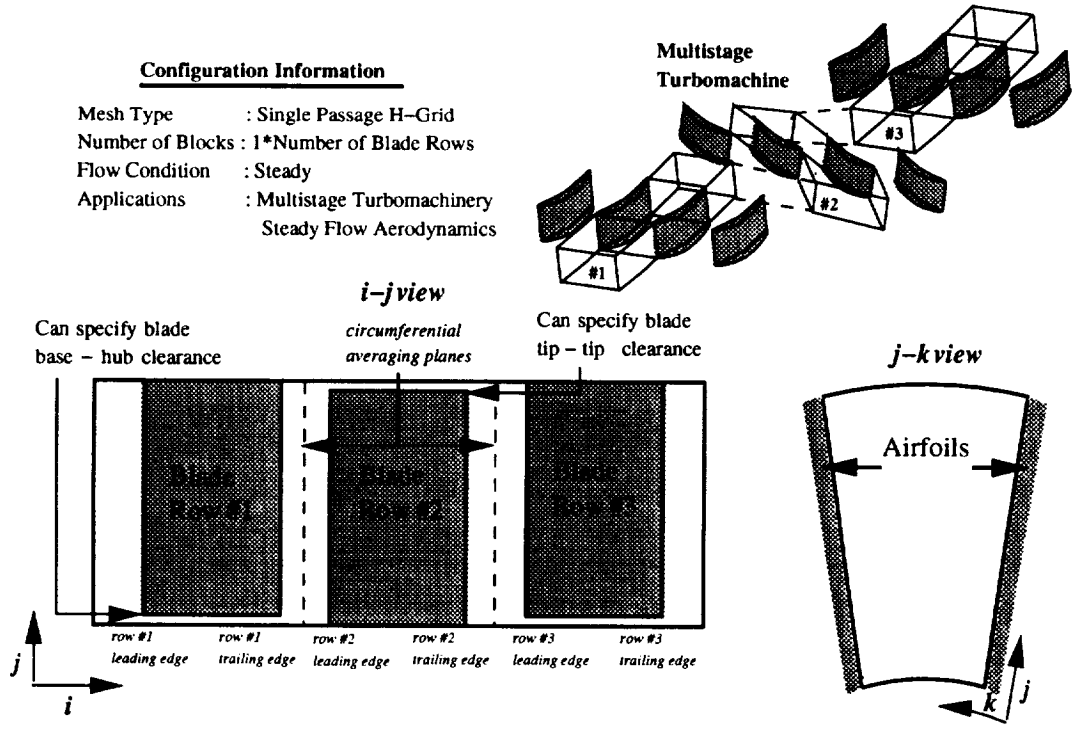 Configuration Information
Mesh Type : Single Passage H-Grid
Number of Blocks : 1*Number of Blade Rows
Flow Condition : Steady
Applications : Multistage Turbomachinery
Steady Flow Aerodynamics
Multistage
Turbomachine
#1
#2
#3
i-j view
Can specify blade
base - hub clearance
circumferential
averaging planes
Can specify blade
tip - tip clearance
Blade
Row #1
Blade
Row #2
Blade
Row #3
row #1
leading edge
row #1
trailing edge
row #2
leading edge
row #2
trailing edge
row #3
leading edge
row #3
trailing edge
j
i
j-k view
Airfoils
k
j